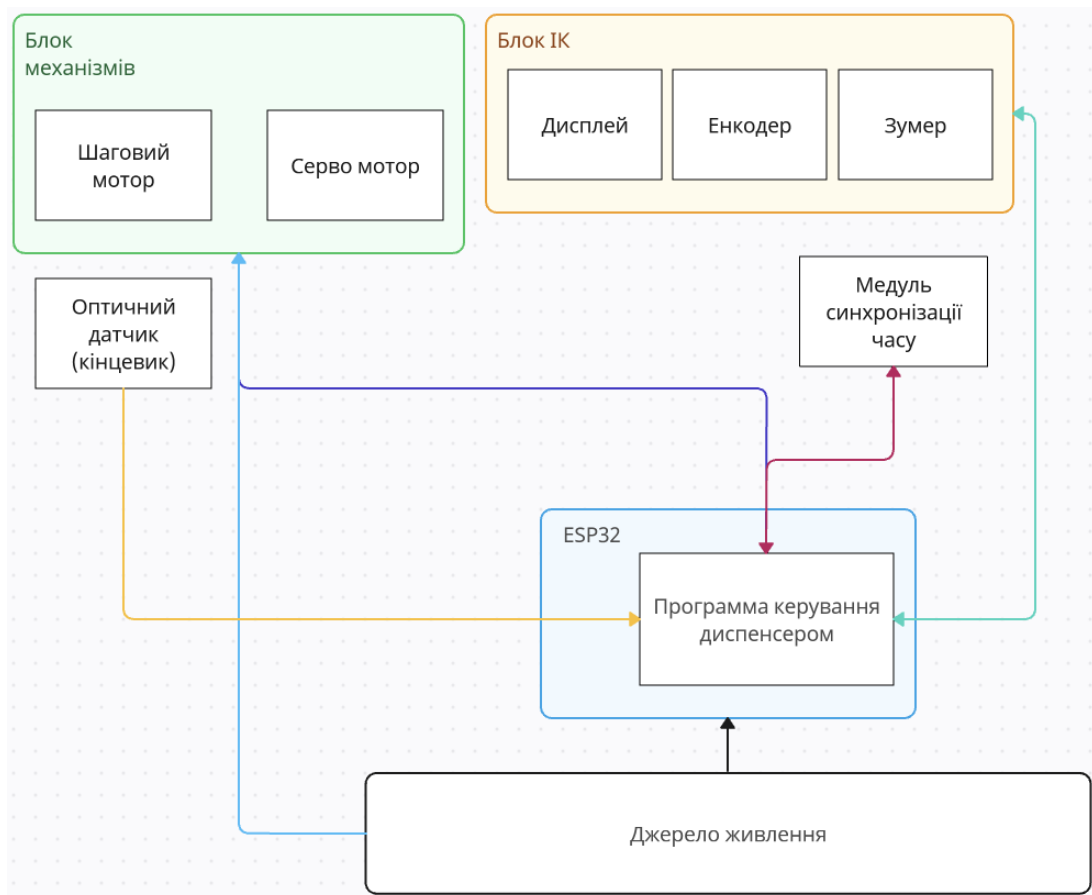 Блок
механізмів
Шаговий
мотор
Серво мотор
Блок ІК
Дисплей
Енкодер
Зумер
Оптичний
датчик
(кінцевик)
Медуль
синхронізації
часу
ESP32
Программа керування
диспенсером
Джерело живлення